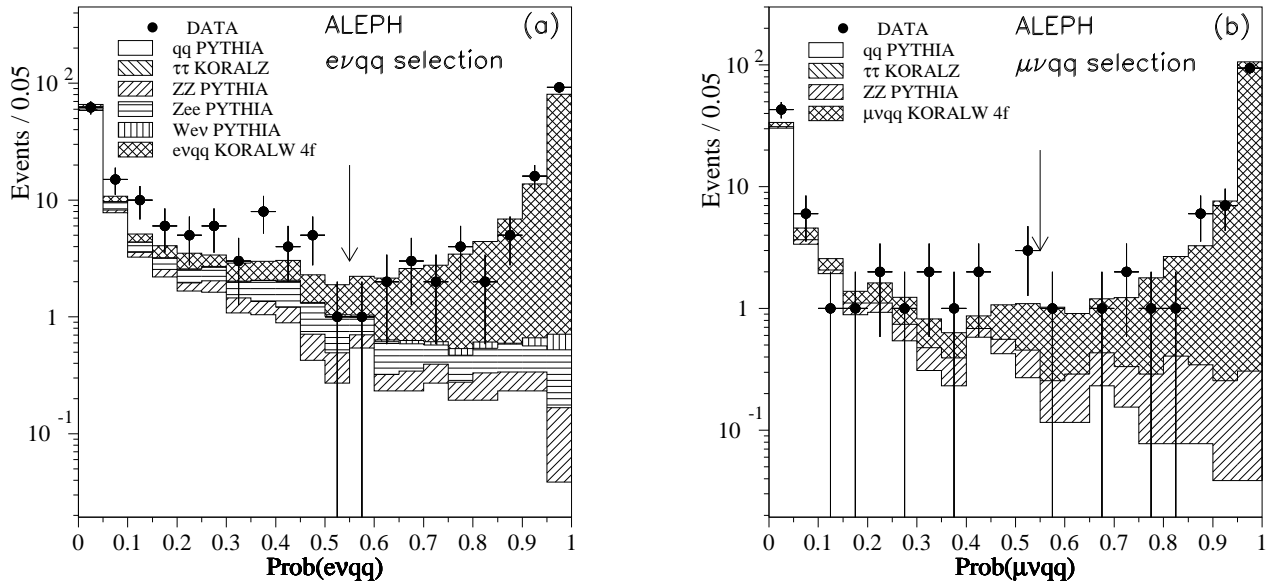 DATA
qq PYTHIA
ττ KORALZ
ZZ PYTHIA
Zee PYTHIA
Weν PYTHIA
eνqq KORALW 4f
ALEPH
(a)
eνqq selection
Events / 0.05
10 2
10
1
10 -1
0 0.1 0.2 0.3 0.4 0.5 0.6 0.7 0.8 0.9 1
Prob(eνqq)
DATA
qq PYTHIA
ττ KORALZ
ZZ PYTHIA
μνqq KORALW 4f
ALEPH
(b)
μνqq selection
Events / 0.05
10 2
10
1
10 -1
0 0.1 0.2 0.3 0.4 0.5 0.6 0.7 0.8 0.9 1
Prob(μνqq)